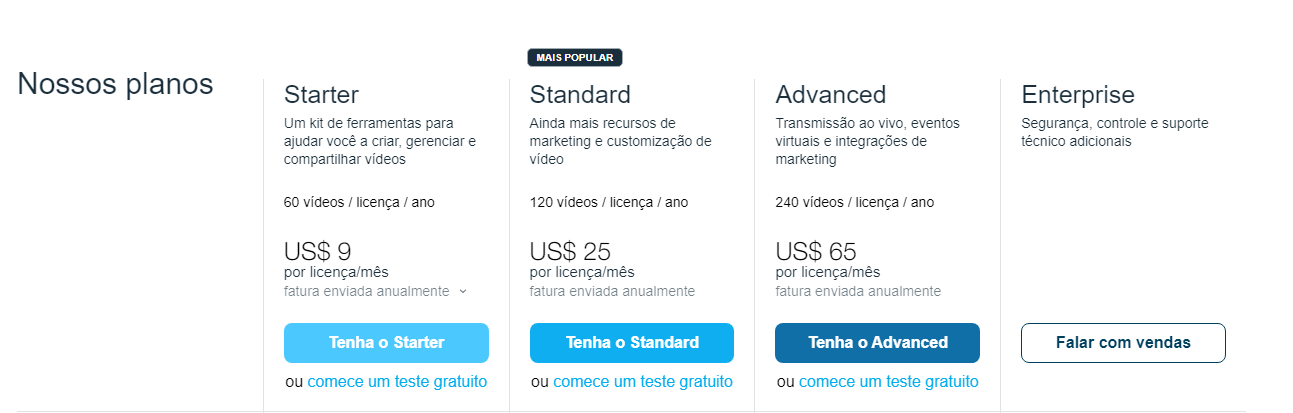 Nossos planos
Starter
Um kit de ferramentas para
ajudar você a criar, gerenciar e
compartilhar vídeos
60 vídeos / licença / ano
US$ 9
por licença/mês
fatura enviada anualmente
Tenha o Starter
ou comece um teste gratuito
MAIS POPULAR
Standard
Ainda mais recursos de
marketing e customização de
vídeo
120 vídeos / licença / ano
US$ 25
por licença/mês
fatura enviada anualmente
Tenha o Standard
ou comece um teste gratuito
Advanced
Transmissão ao vivo, eventos
virtuais e integrações de
marketing
240 vídeos / licença / ano
US$ 65
por licença/mês
fatura enviada anualmente
Tenha o Advanced
ou comece um teste gratuito
Enterprise
Segurança, controle e suporte
técnico adicionais
Falar com vendas